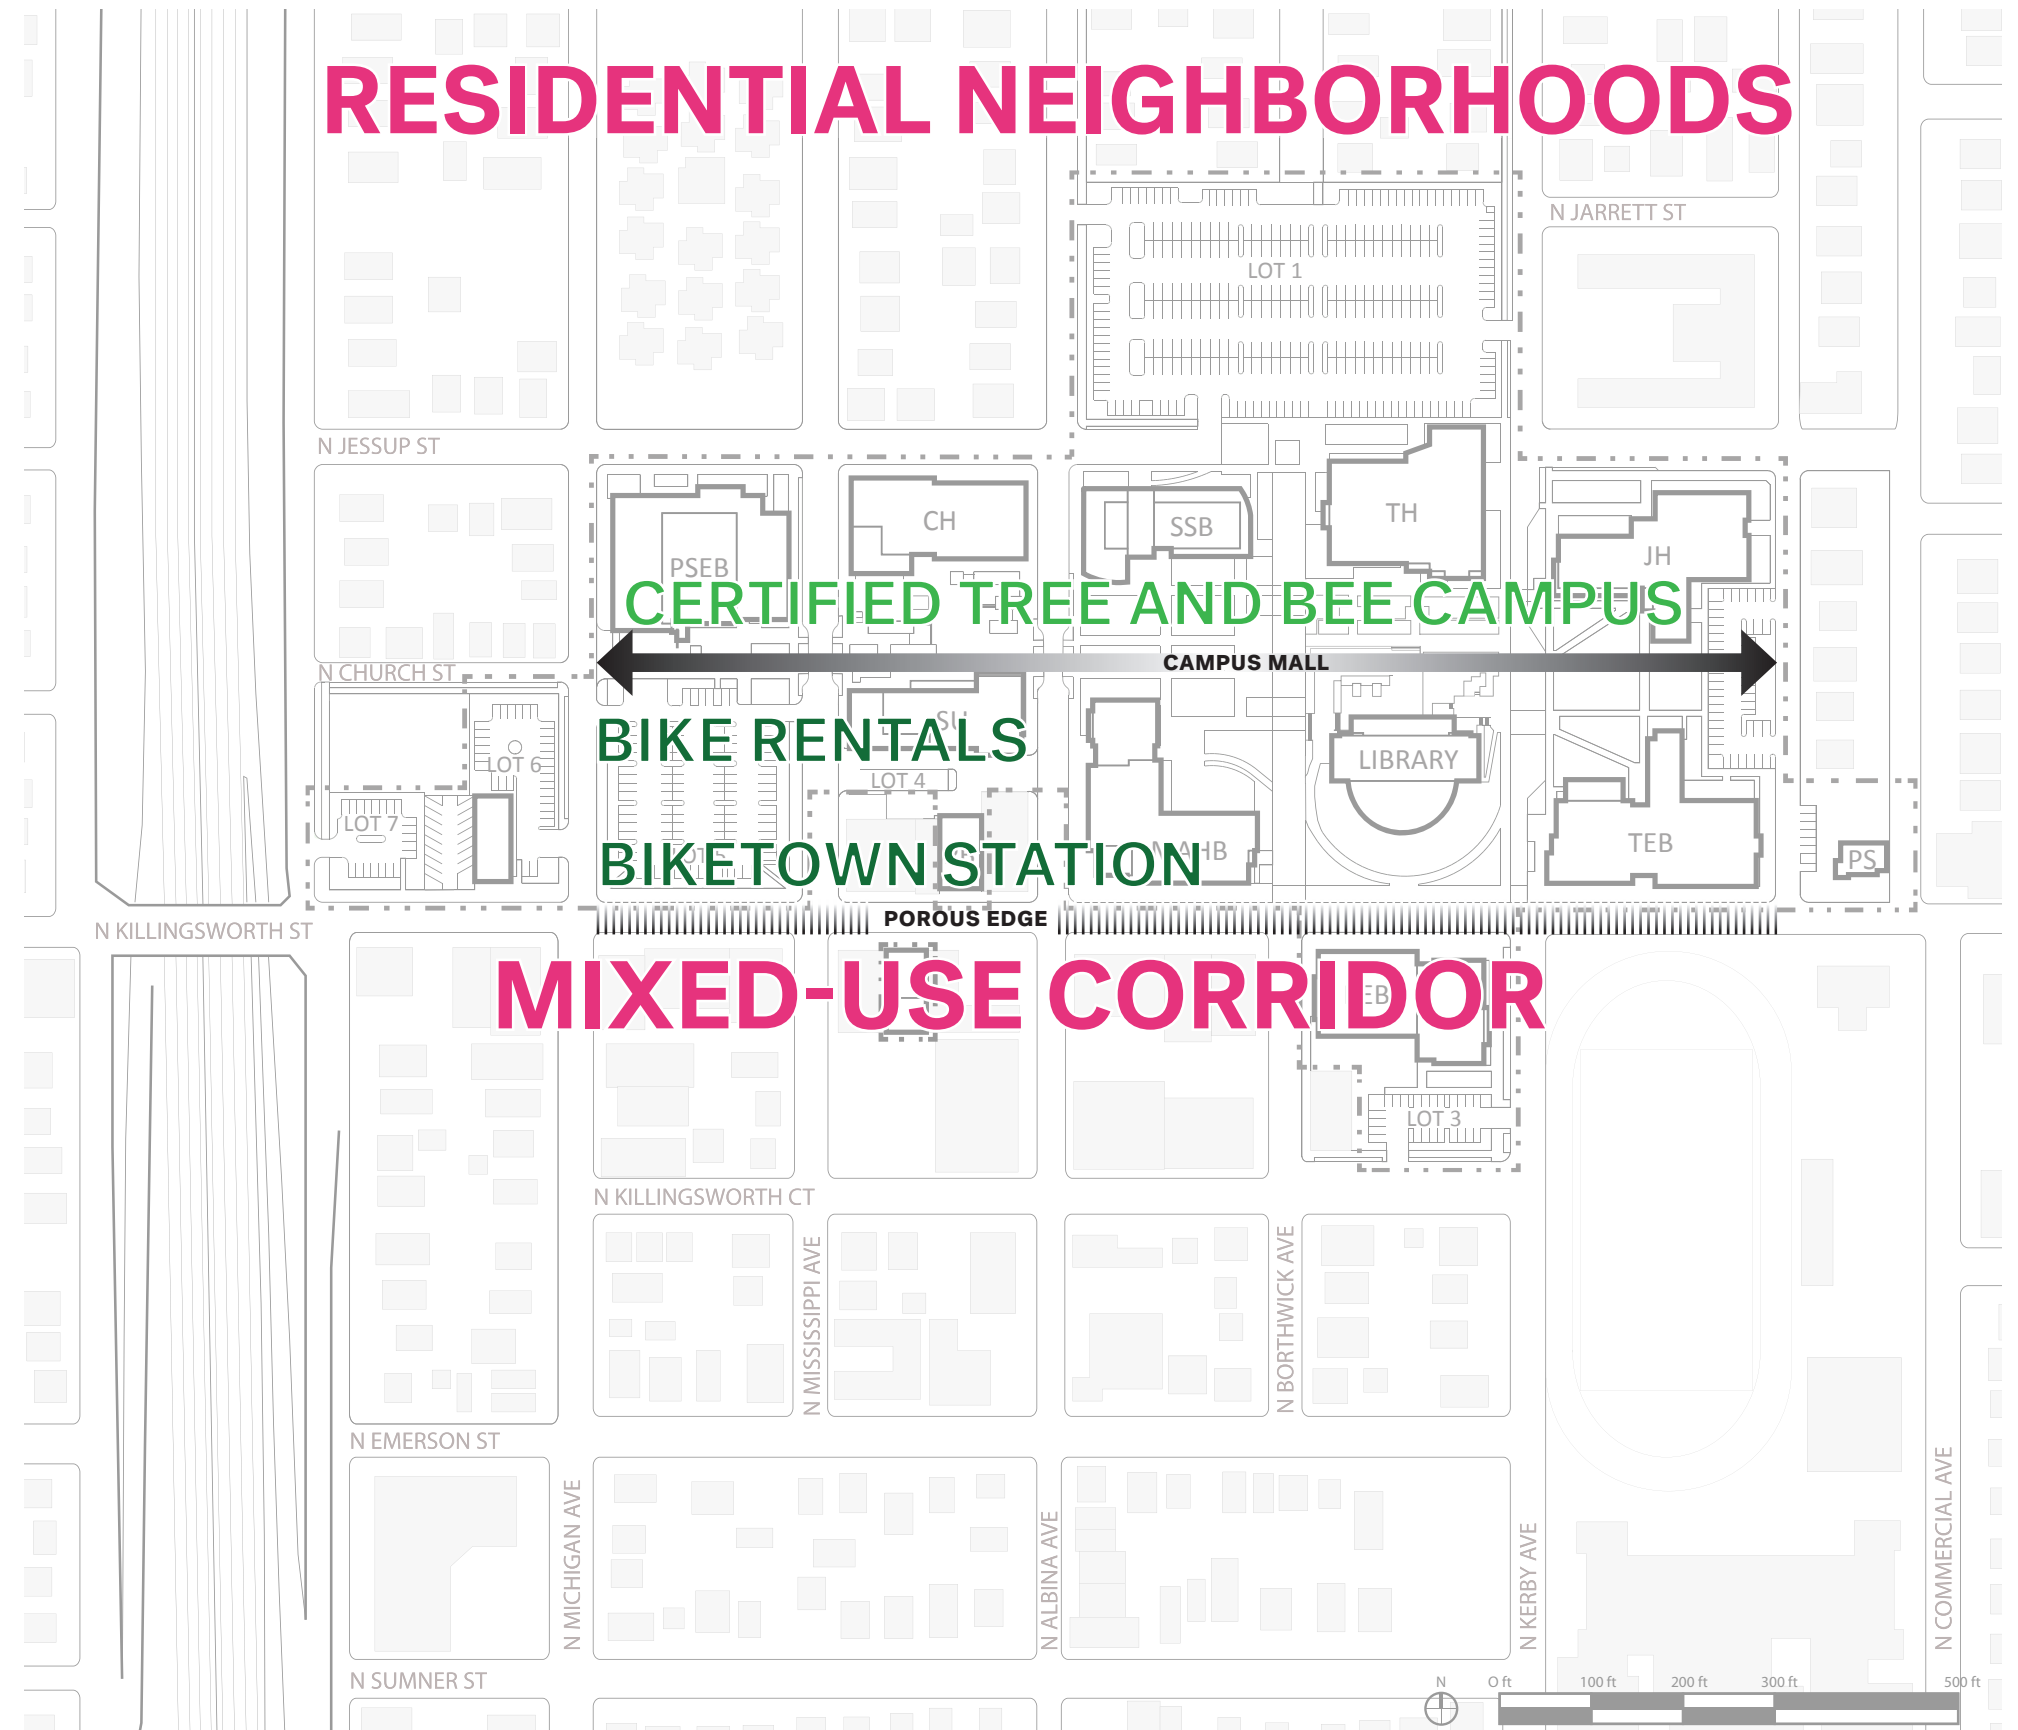 RESIDENTIAL NEIGHBORHOODS
N JARRETT ST
LOT 1
N JESSUP ST
CH
SSB
TH
PSEB
JH
CERTIFIED TREE AND BEE CAMPUS
CAMPUS MALL
N CHURCH ST
SU
BIKE RENTALS
LOT 6
LOT 4
LIBRARY
LOT 7
BIKETOWN STATION
MAHB
TEB
PS
POROUS EDGE
N KILLINGSWORTH ST
MIXED-USE CORRIDOR
EB
LOT 3
N KILLINGSWORTH CT
N MISSISSIPPI AVE
N BORTHWICK AVE
N EMERSON ST
N MICHIGAN AVE
N ALBINA AVE
N KERBY AVE
N COMMERCIAL AVE
N SUMNER ST
N
0 ft 100 ft 200 ft 300 ft 500 ft